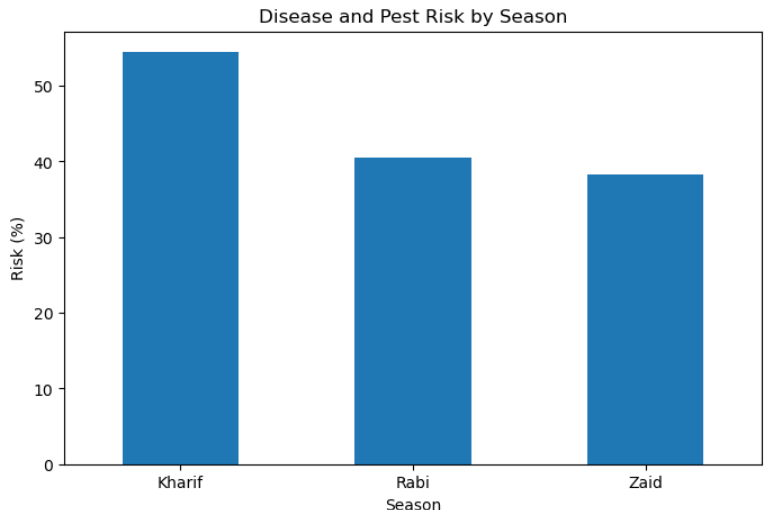 Disease and Pest Risk by Season
Risk (%)
50
40
30
20
10
0
Kharif Rabi Zaid
Season